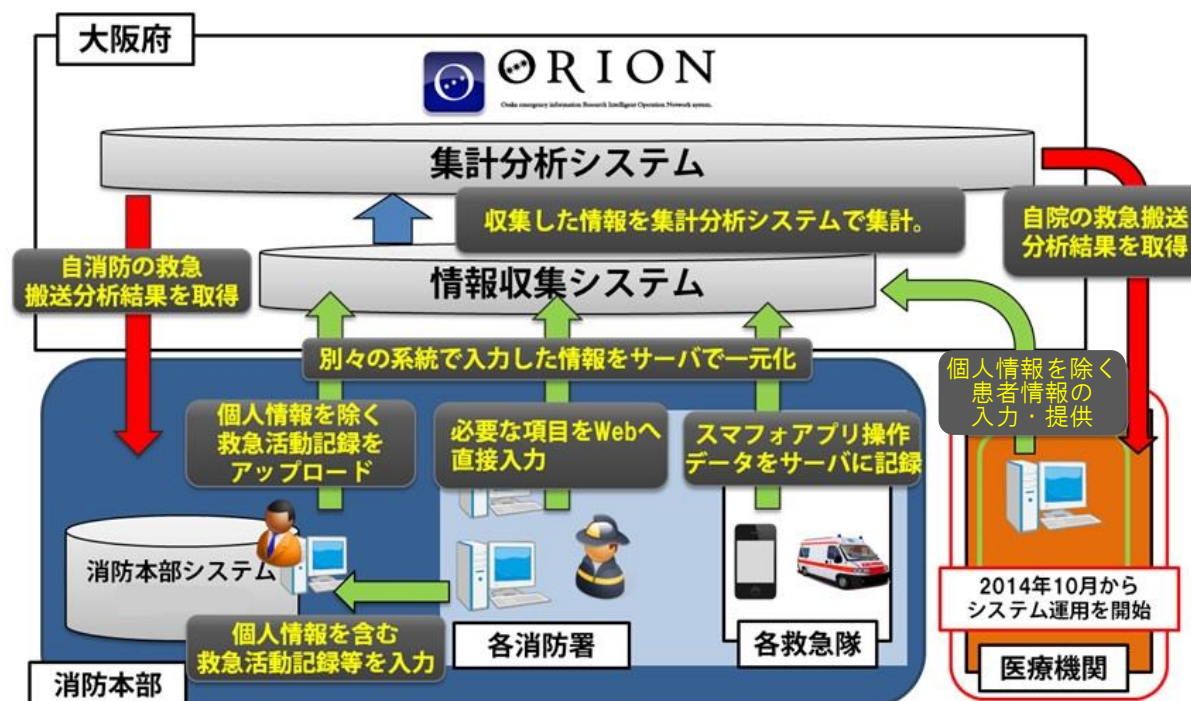 大阪府
ORION
Osaka emergency information Research Intelligent Operation Network system.
集計分析システム
収集した情報を集計分析システムで集計。
自院の救急搬送
分析結果を取得
自消防の救急
搬送分析結果を取得
情報収集システム
別々の系統で入力した情報をサーバで一元化
個人情報を除く
患者情報の
入力・提供
個人情報を除く
救急活動記録を
アップロード
必要な項目をWebへ
直接入力
スマフォアプリ操作
データをサーバに記録
消防本部システム
2014年10月から
システム運用を開始
個人情報を含む
救急活動記録等を入力
各消防署
各救急隊
医療機関
消防本部